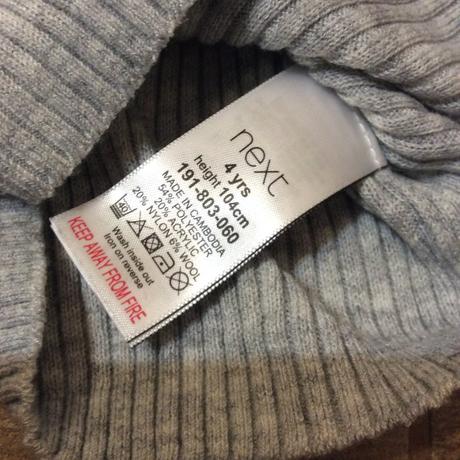 next
4 yrs
height 104cm
191-803-060
MADE IN CAMBODIA
54% POLYESTER
20% ACRYLIC
20% NYLON 6% WOOL
40
Wash inside out
Iron on reverse
KEEP AWAY FROM FIRE